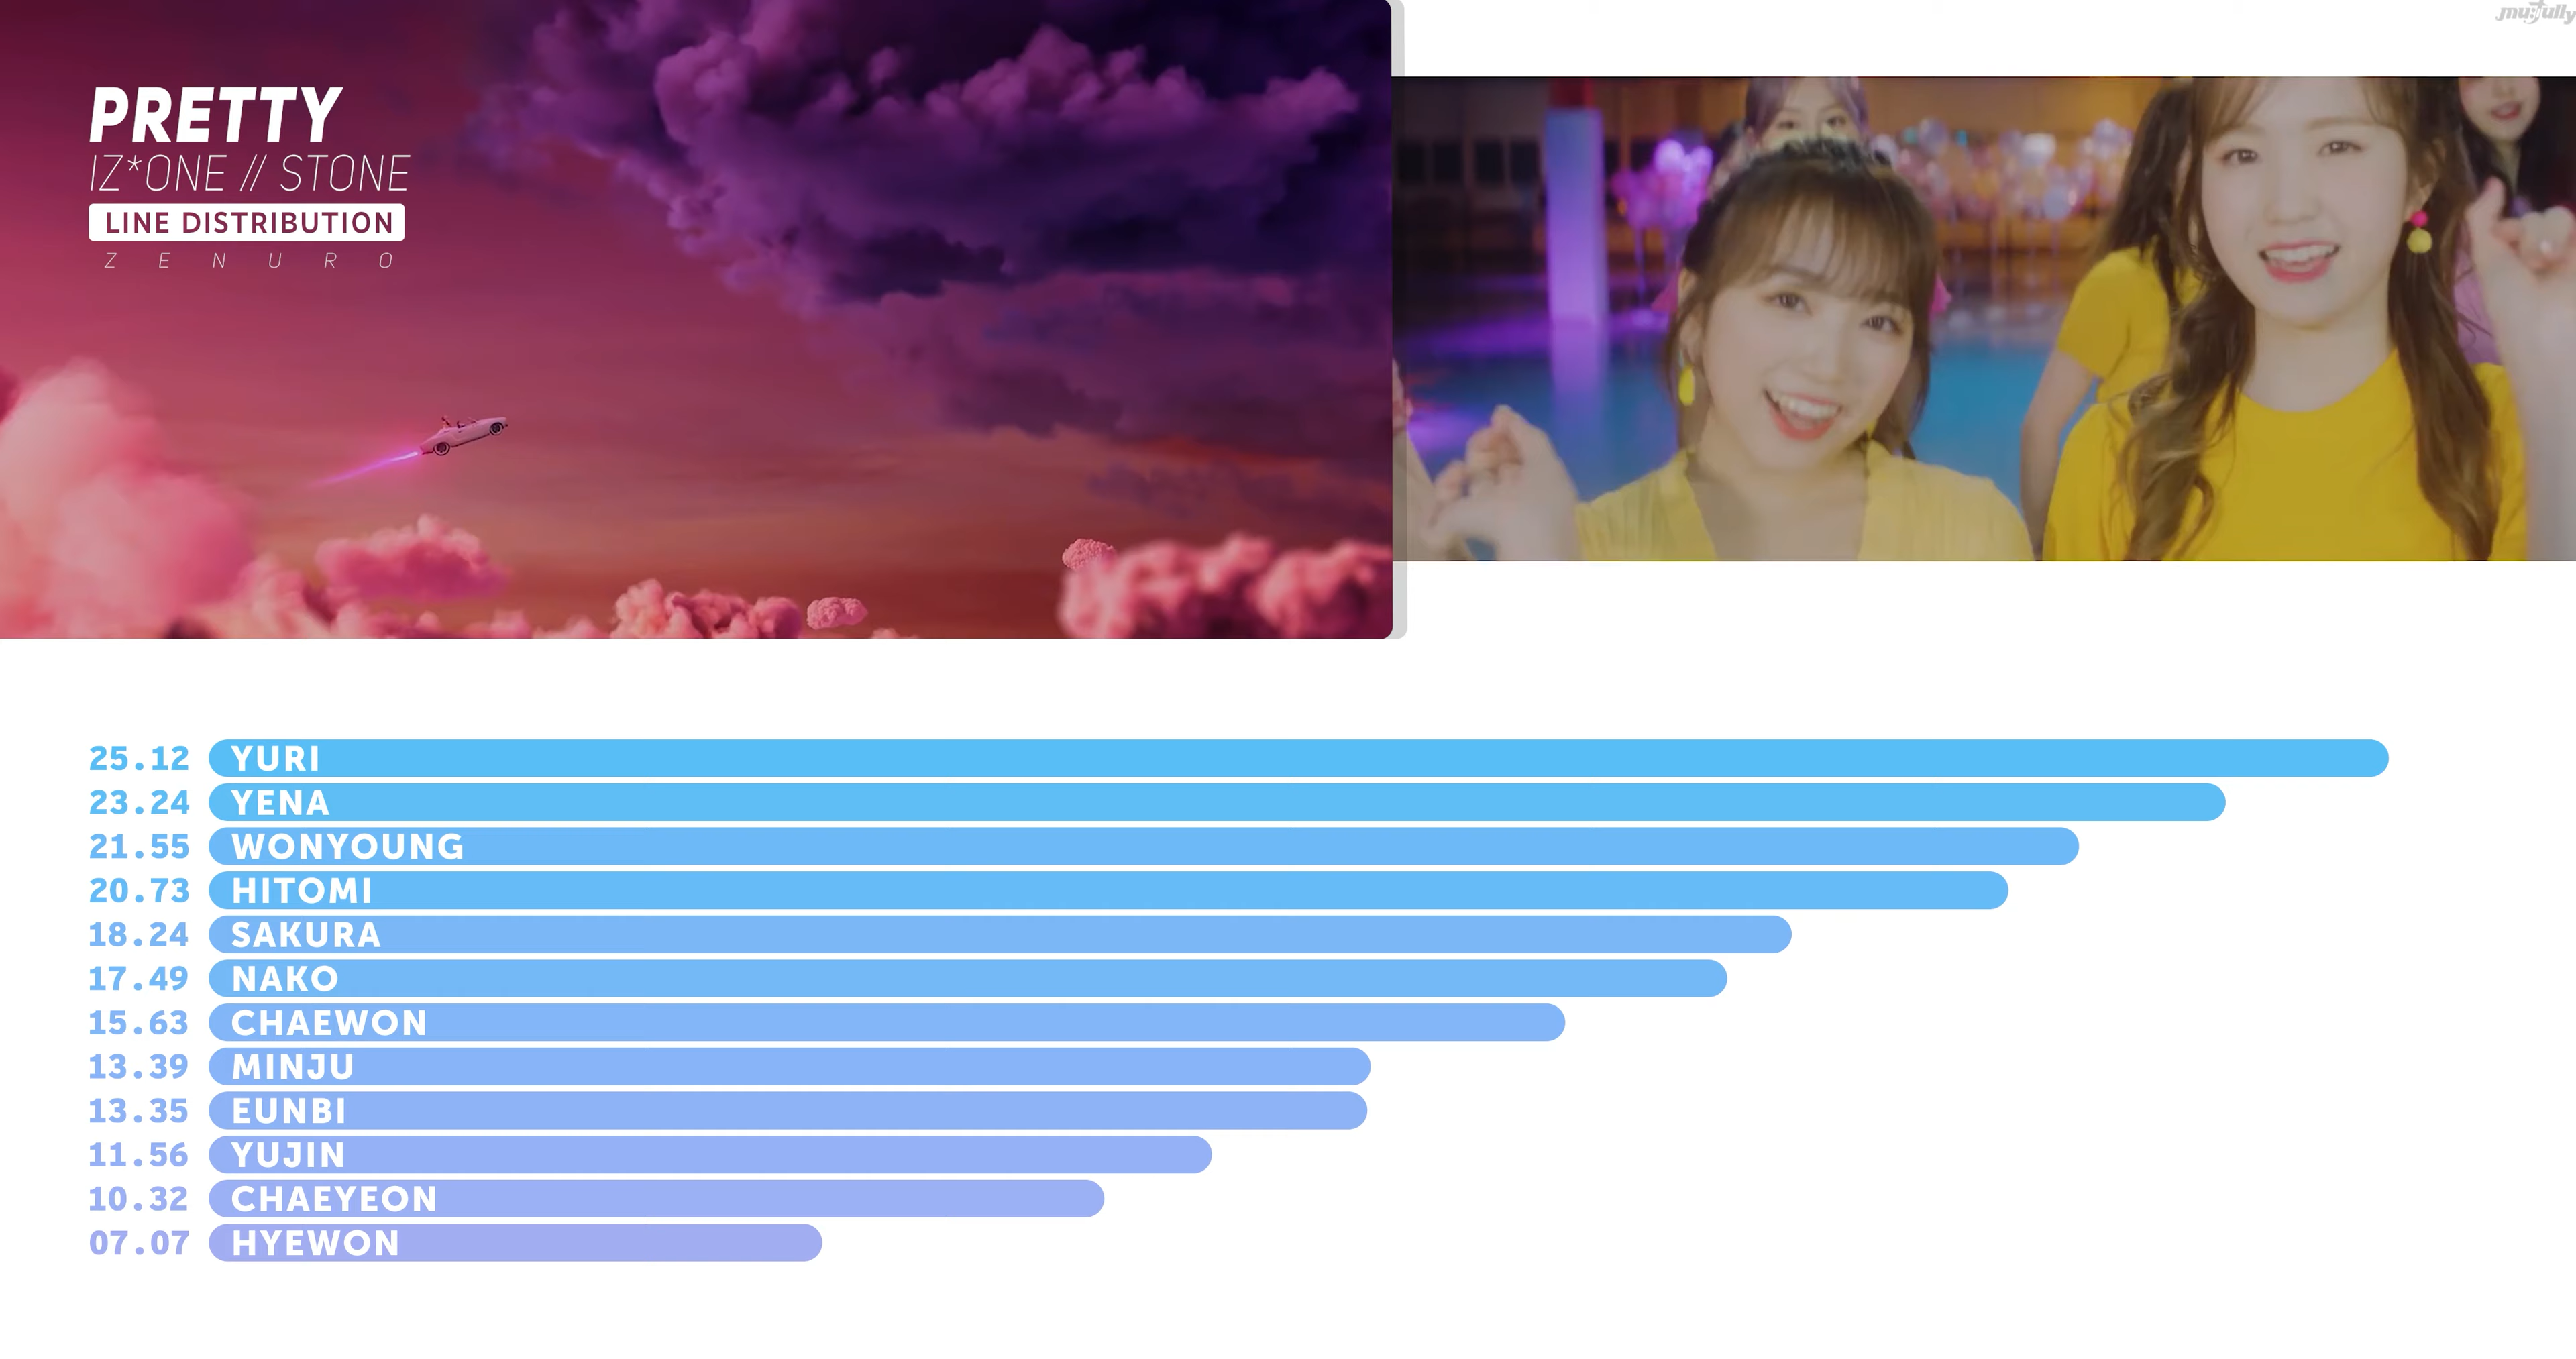 PRETTY
IZ*ONE // STONE
LINE DISTRIBUTION
ZENURO
25.12 YURI
23.24 YENA
21.55 WONYOUNG
20.73 HITOMI
18.24 SAKURA
17.49 NAKO
15.63 CHAEWON
13.39 MINJU
13.35 EUNBI
11.56 YUJIN
10.32 CHAEYEON
07.07 HYEWON